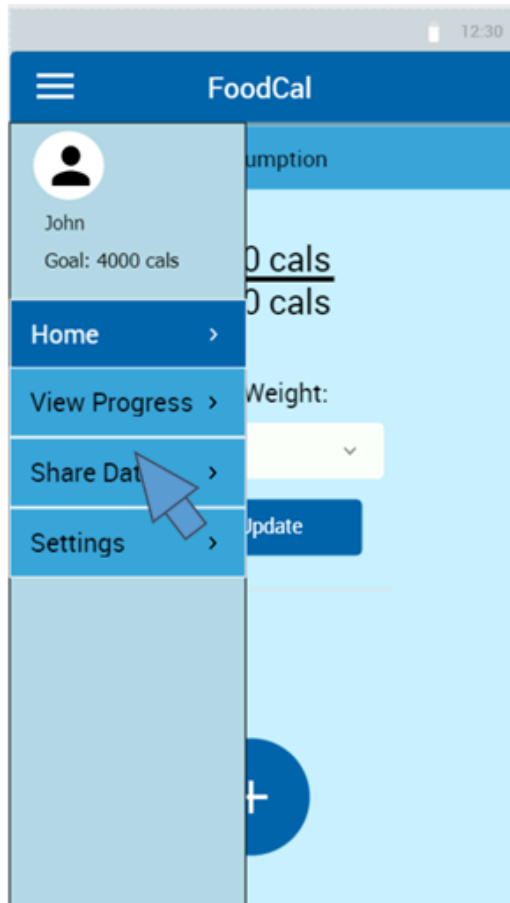 12:30
FoodCal
umption
John
Goal: 4000 cals
0 cals
0 cals
Home
View Progress
Weight:
Share Dat
Update
Settings
+